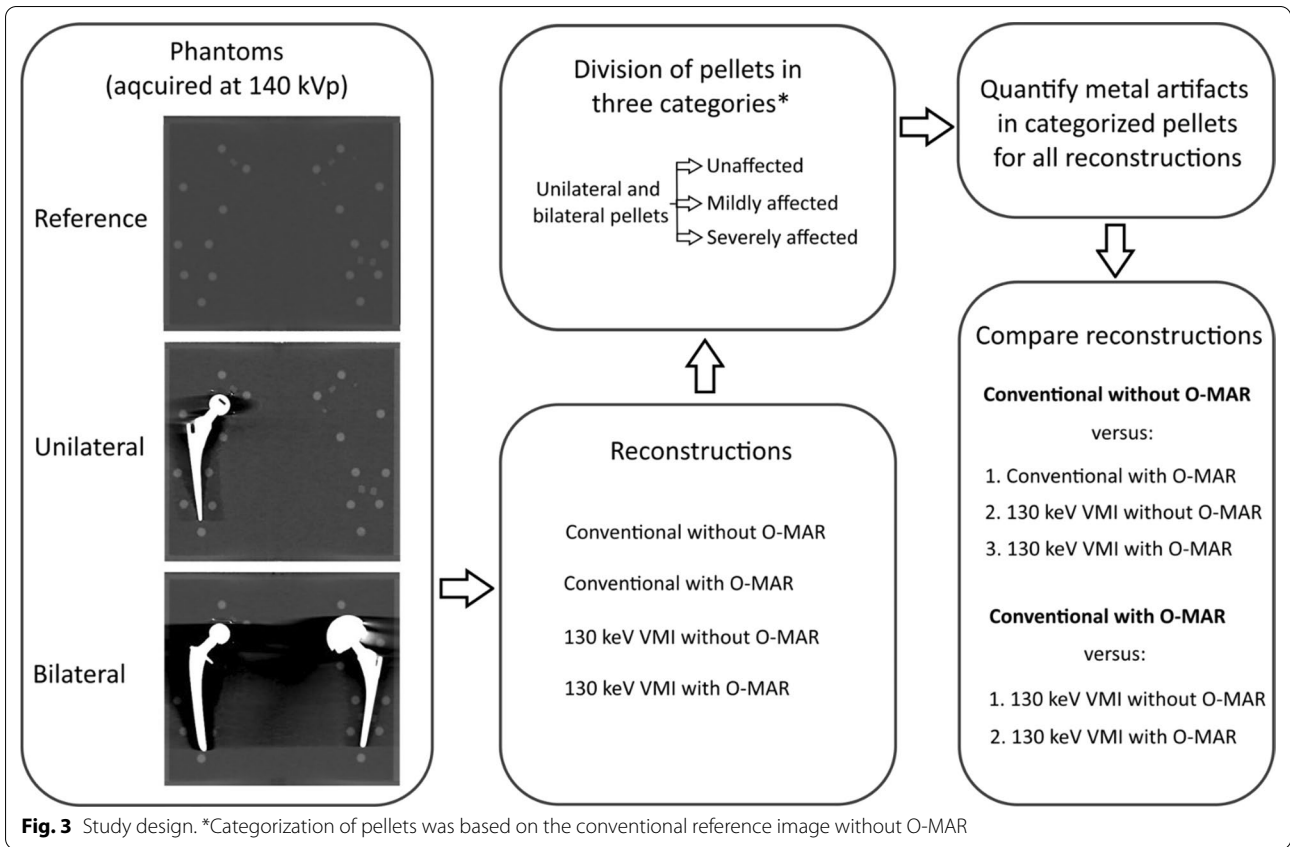 Phantoms
(aqcuired at 140 kVp)
Reference
Unilateral
Bilateral
Reconstructions
Conventional without O-MAR
Conventional with O-MAR
130 keV VMI without O-MAR
130 keV VMI with O-MAR
Division of pellets in
three categories*
Unilateral and
bilateral pellets
Unaffected
Mildly affected
Severely affected
Quantify metal artifacts
in categorized pellets
for all reconstructions
Compare reconstructions
Conventional without O-MAR
versus:
1. Conventional with O-MAR
2. 130 keV VMI without O-MAR
3. 130 keV VMI with O-MAR
Conventional with O-MAR
versus:
1. 130 keV VMI without O-MAR
2. 130 keV VMI with O-MAR
Fig. 3 Study design. *Categorization of pellets was based on the conventional reference image without O-MAR